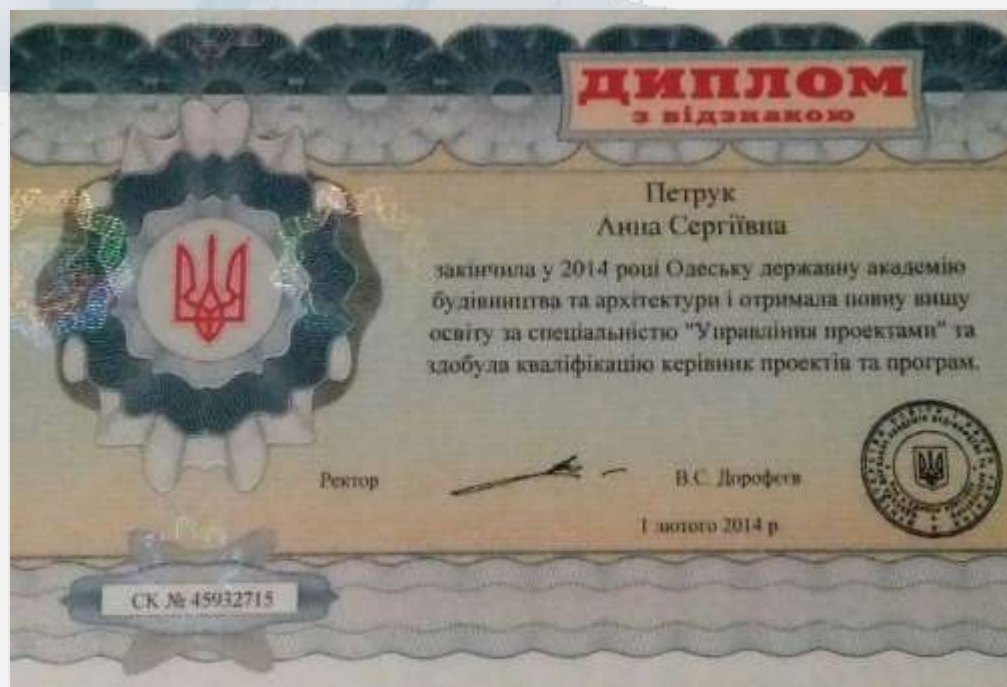 ДИПЛОМ
з відзнакою
Петрук
Анна Сергіївна
закінчила у 2014 році Одеську державну академію
будівництва та архітектури і отримала повну вищу
освіту за спеціальністю "Управління проектами" та
здобула кваліфікацію керівник проектів та програм.
Ректор
В.С. Дорофєєв
1 лютого 2014 р
СК № 45932715